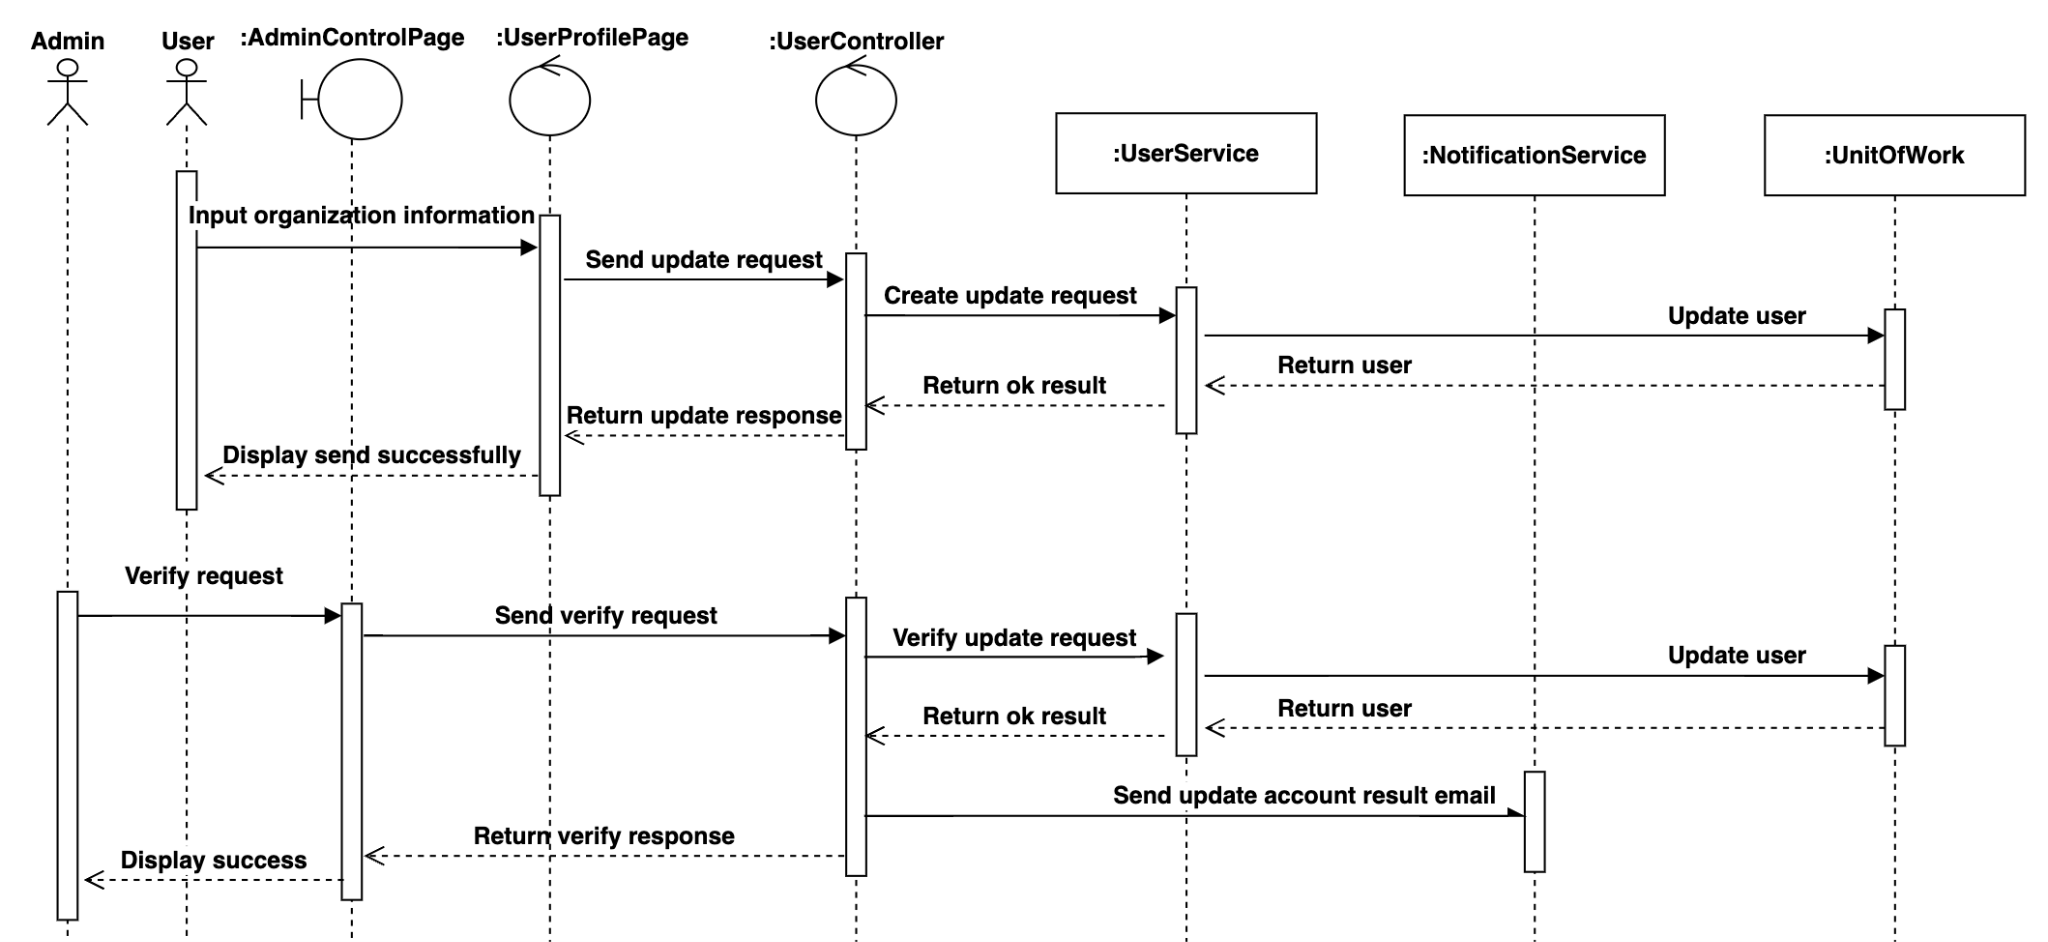 Admin
User
:AdminControlPage
:UserProfilePage
:UserController
:UserService
:NotificationService
:UnitOfWork
Input organization information
Send update request
Create update request
Update user
Return user
Return ok result
Return update response
Display send successfully
Verify request
Send verify request
Verify update request
Update user
Return user
Return ok result
Send update account result email
Return verify response
Display success